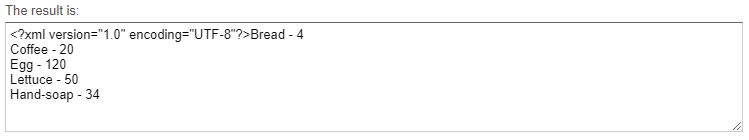 The result is:
<?xml version="1.0" encoding="UTF-8"?>Bread - 4
Coffee - 20
Egg - 120
Lettuce - 50
Hand-soap - 34